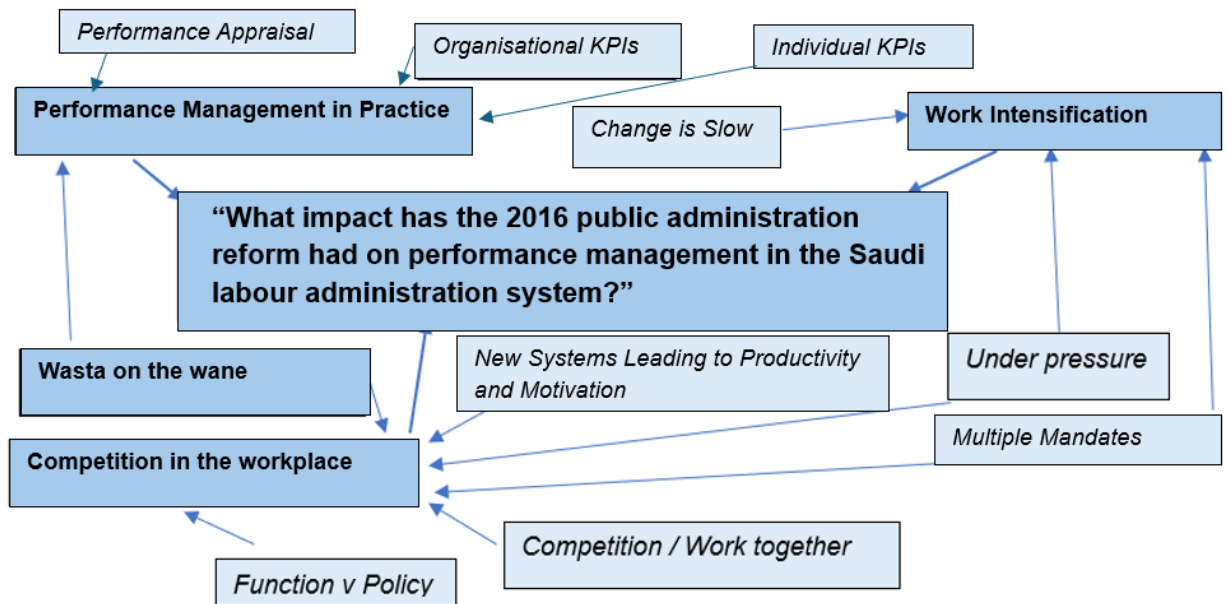 Performance Appraisal
Organisational KPIs
Individual KPIs
Performance Management in Practice
Change is Slow
Work Intensification
“What impact has the 2016 public administration
reform had on performance management in the Saudi
labour administration system?”
Wasta on the wane
New Systems Leading to Productivity
and Motivation
Under pressure
Multiple Mandates
Competition in the workplace
Competition / Work together
Function v Policy